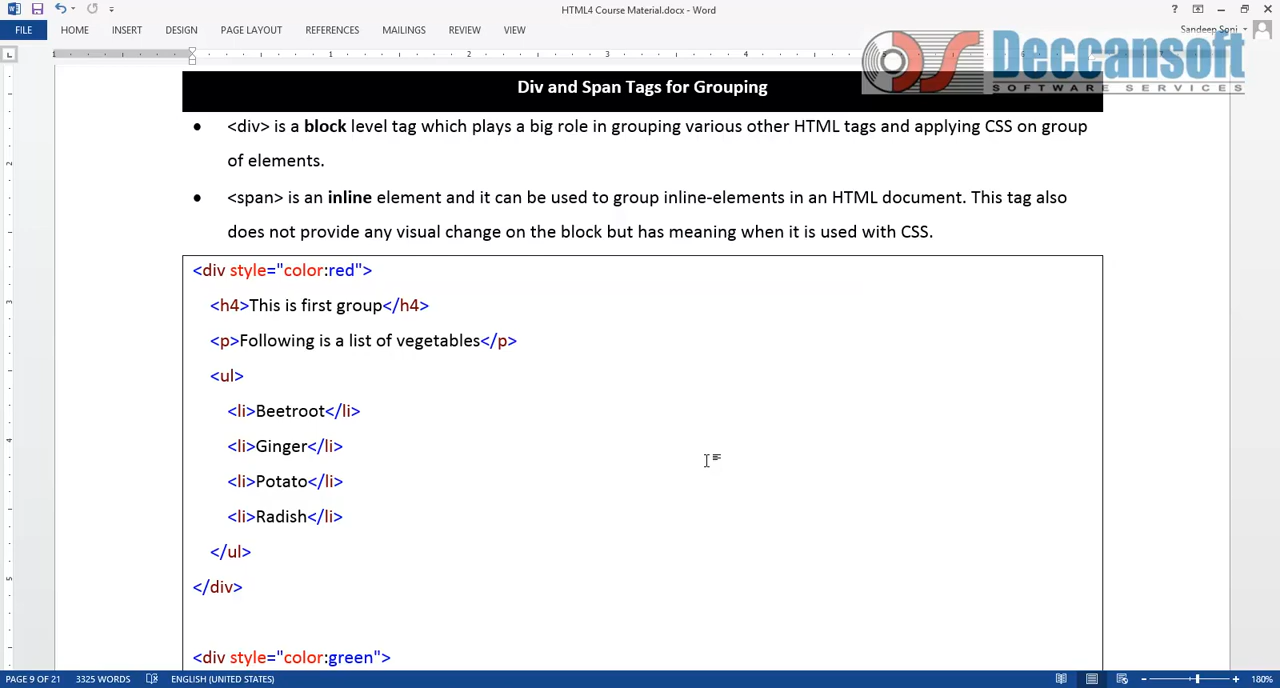 HTML4 Course Material.docx - Word
FILE HOME INSERT DESIGN PAGE LAYOUT REFERENCES MAILINGS REVIEW VIEW
Sandeep Soni
Deccansoft
SOFTWARE SERVICES
Div and Span Tags for Grouping
● <div> is a block level tag which plays a big role in grouping various other HTML tags and applying CSS on group
of elements.
● <span> is an inline element and it can be used to group inline-elements in an HTML document. This tag also
does not provide any visual change on the block but has meaning when it is used with CSS.
<div style="color:red">
<h4>This is first group</h4>
<p>Following is a list of vegetables</p>
<ul>
<li>Beetroot</li>
<li>Ginger</li>
<li>Potato</li>
<li>Radish</li>
</ul>
</div>
<div style="color:green">
PAGE 9 OF 21 3325 WORDS ENGLISH (UNITED STATES) 180%